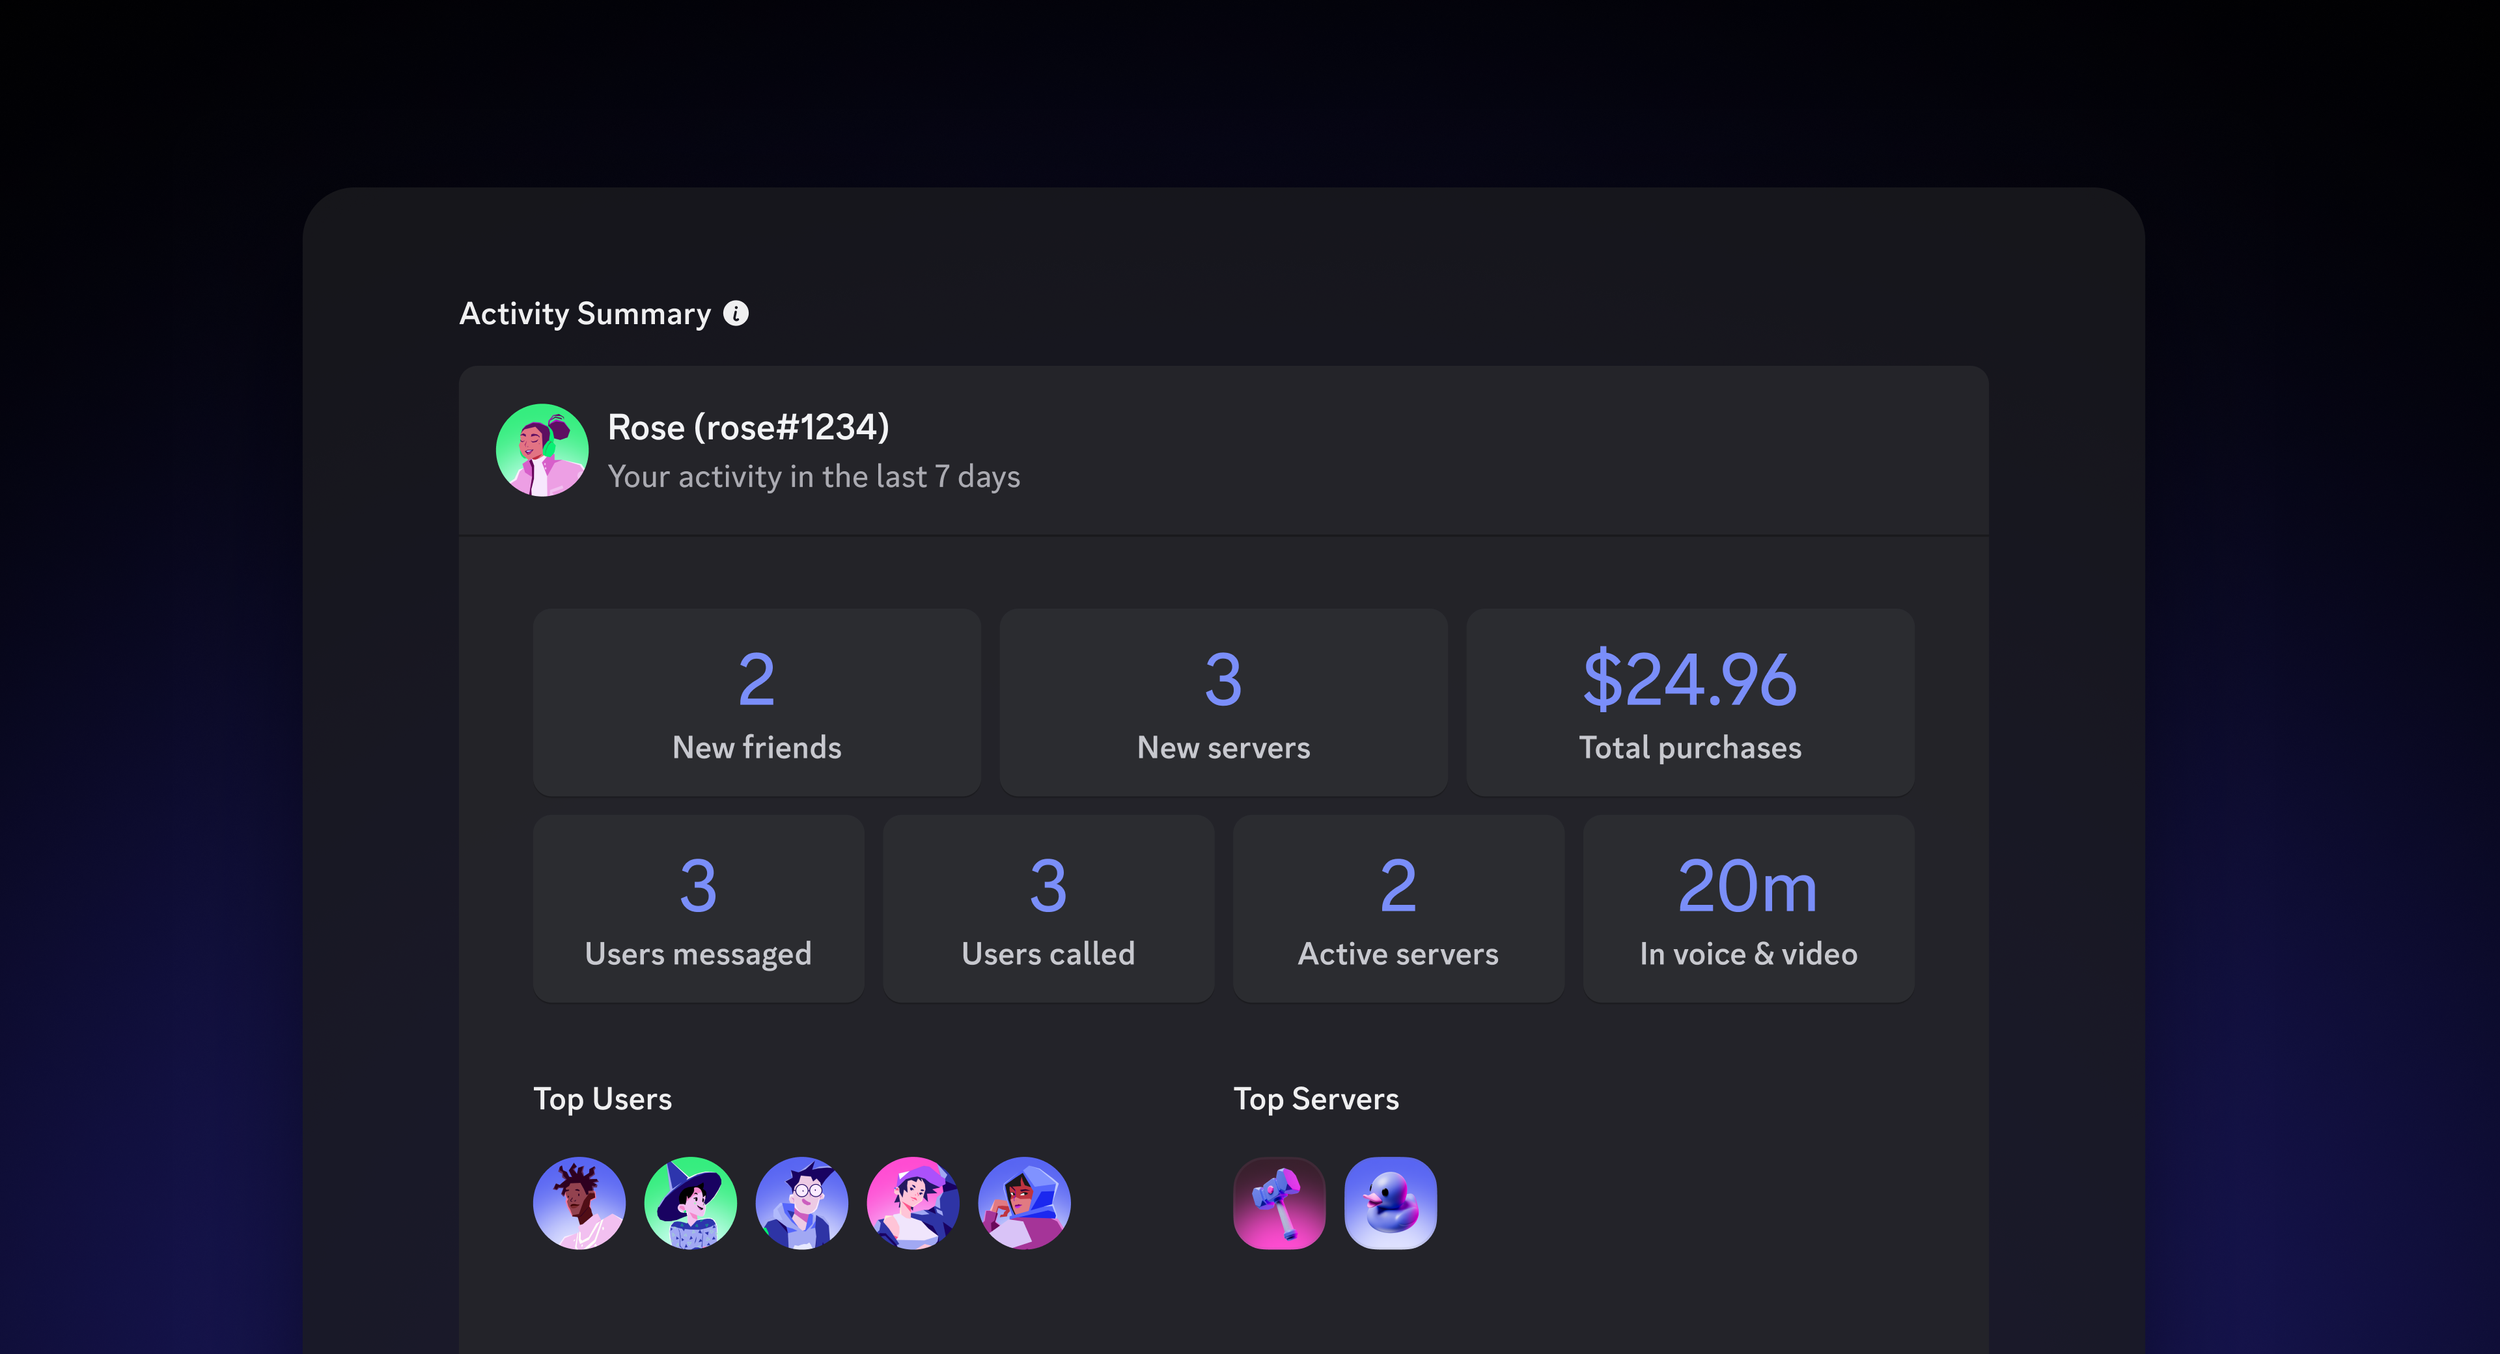 Activity Summary
Rose (rose#1234)
Your activity in the last 7 days
2
New friends
3
New servers
$24.96
Total purchases
3
Users messaged
3
Users called
2
Active servers
20m
In voice & video
Top Users
Top Servers